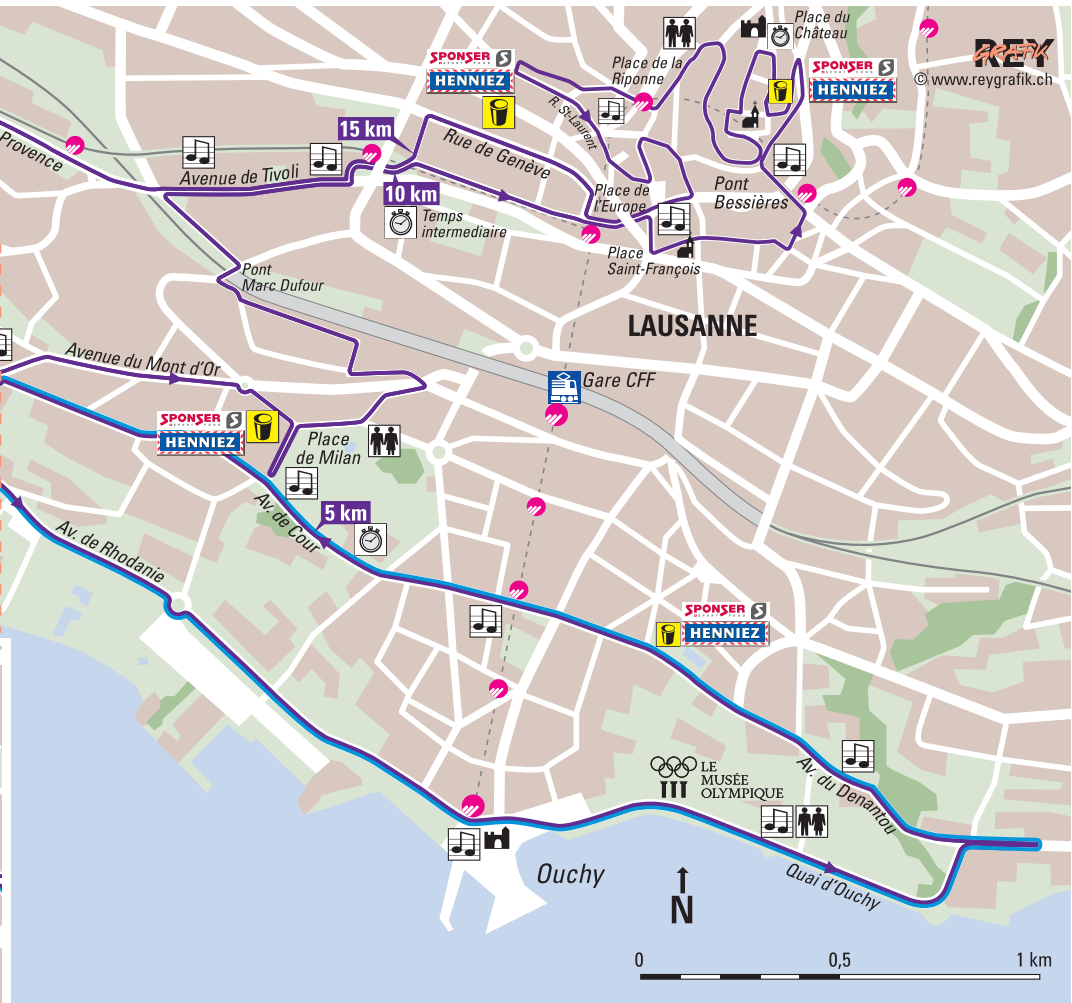 Place du
Château
REY
GRAFIK
© www.reygrafik.ch
SPONSER S
HENNIEZ
Place de la
Riponne
SPONSER S
HENNIEZ
R. St-Laurent
15 km
Rue de Genève
Provence
Avenue de Tivoli
10 km
Temps
intermediaire
Place de
l'Europe
Pont
Bessières
Place
Saint-François
Pont
Marc Dufour
LAUSANNE
Avenue du Mont d'Or
Gare CFF
SPONSER S
HENNIEZ
Place
de Milan
Av. de Cour
5 km
Av. de Rhodanie
SPONSER S
HENNIEZ
LE
MUSÉE
OLYMPIQUE
Av. du Denantou
Ouchy
Quai d'Ouchy
N
0 0,5 1 km